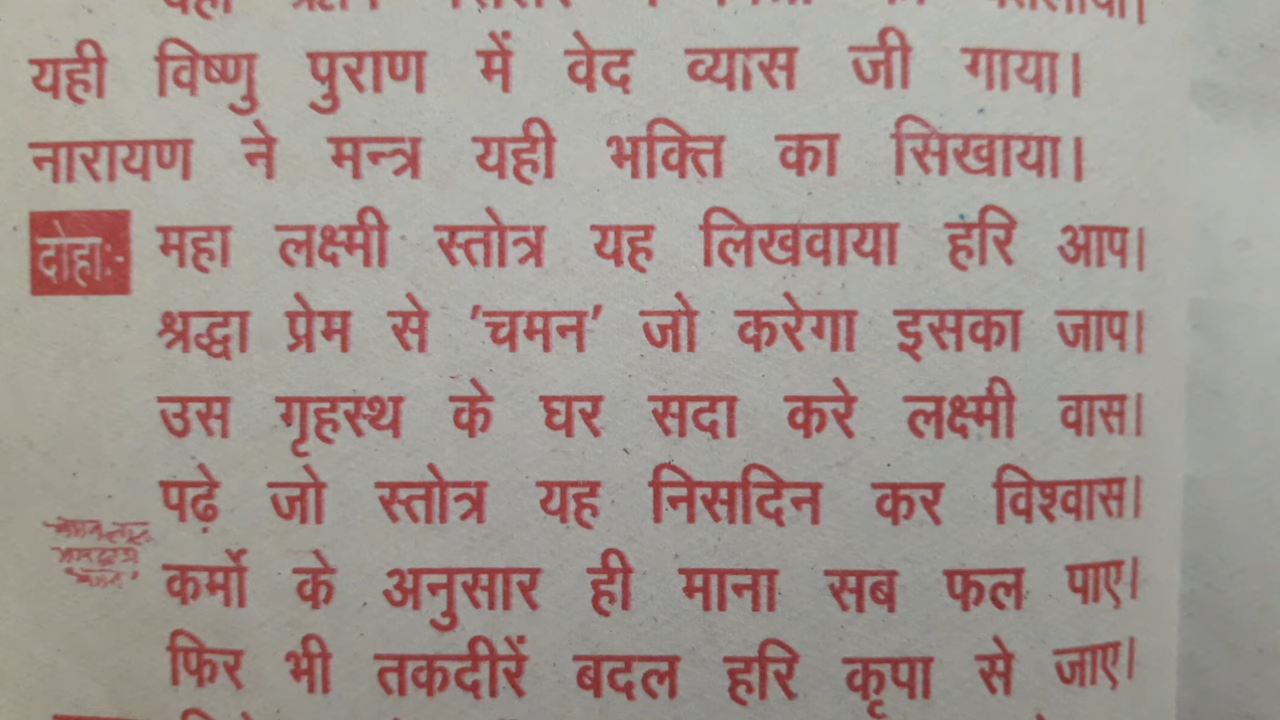 यही विष्णु पुराण में वेद व्यास जी गाया।
नारायण ने मन्त्र यही भक्ति का सिखाया।
दोहा:- महा लक्ष्मी स्तोत्र यह लिखवाया हरि आप।
श्रद्धा प्रेम से 'चमन' जो करेगा इसका जाप।
उस गृहस्थ के घर सदा करे लक्ष्मी वास।
पढ़े जो स्तोत्र यह निसदिन कर विश्वास।
कर्मो के अनुसार ही माना सब फल पाए।
फिर भी तकदीरें बदल हरि कृपा से जाए।